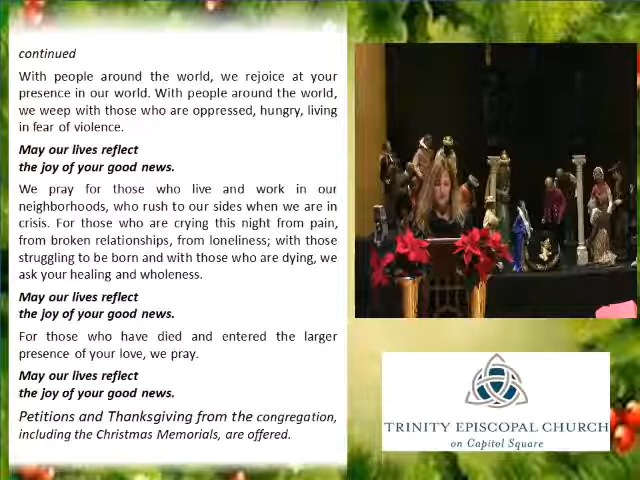 continued
With people around the world, we rejoice at your
presence in our world. With people around the world,
we weep with those who are oppressed, hungry, living
in fear of violence.
May our lives reflect
the joy of your good news.
We pray for those who live and work in our
neighborhoods, who rush to our sides when we are in
crisis. For those who are crying this night from pain,
from broken relationships, from loneliness; with those
struggling to be born and with those who are dying, we
ask your healing and wholeness.
May our lives reflect
the joy of your good news.
For those who have died and entered the larger
presence of your love, we pray.
May our lives reflect
the joy of your good news.
Petitions and Thanksgiving from the congregation,
including the Christmas Memorials, are offered.
TRINITY EPISCOPAL CHURCH
on Capitol Square